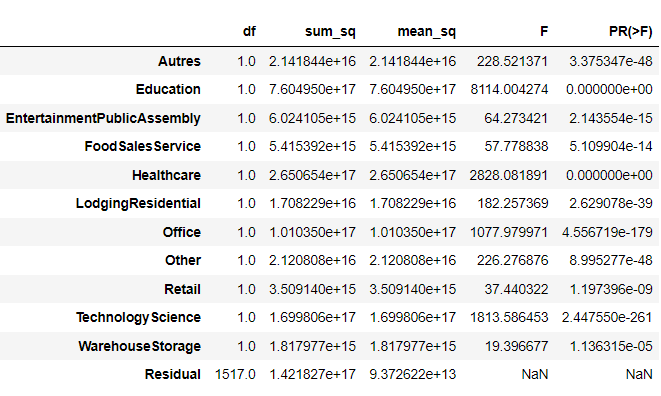 df sum_sq mean_sq F PR(>F)
Autres 1.0 2.141844e+16 2.141844e+16 228.521371 3.375347e-48
Education 1.0 7.604950e+17 7.604950e+17 8114.004274 0.000000e+00
EntertainmentPublicAssembly 1.0 6.024105e+15 6.024105e+15 64.273421 2.143554e-15
FoodSalesService 1.0 5.415392e+15 5.415392e+15 57.778838 5.109904e-14
Healthcare 1.0 2.650654e+17 2.650654e+17 2828.081891 0.000000e+00
LodgingResidential 1.0 1.708229e+16 1.708229e+16 182.257369 2.629078e-39
Office 1.0 1.010350e+17 1.010350e+17 1077.979971 4.556719e-179
Other 1.0 2.120808e+16 2.120808e+16 226.276876 8.995277e-48
Retail 1.0 3.509140e+15 3.509140e+15 37.440322 1.197396e-09
TechnologyScience 1.0 1.699806e+17 1.699806e+17 1813.586453 2.447550e-261
WarehouseStorage 1.0 1.817977e+15 1.817977e+15 19.396677 1.136315e-05
Residual 1517.0 1.421827e+17 9.372622e+13 NaN NaN